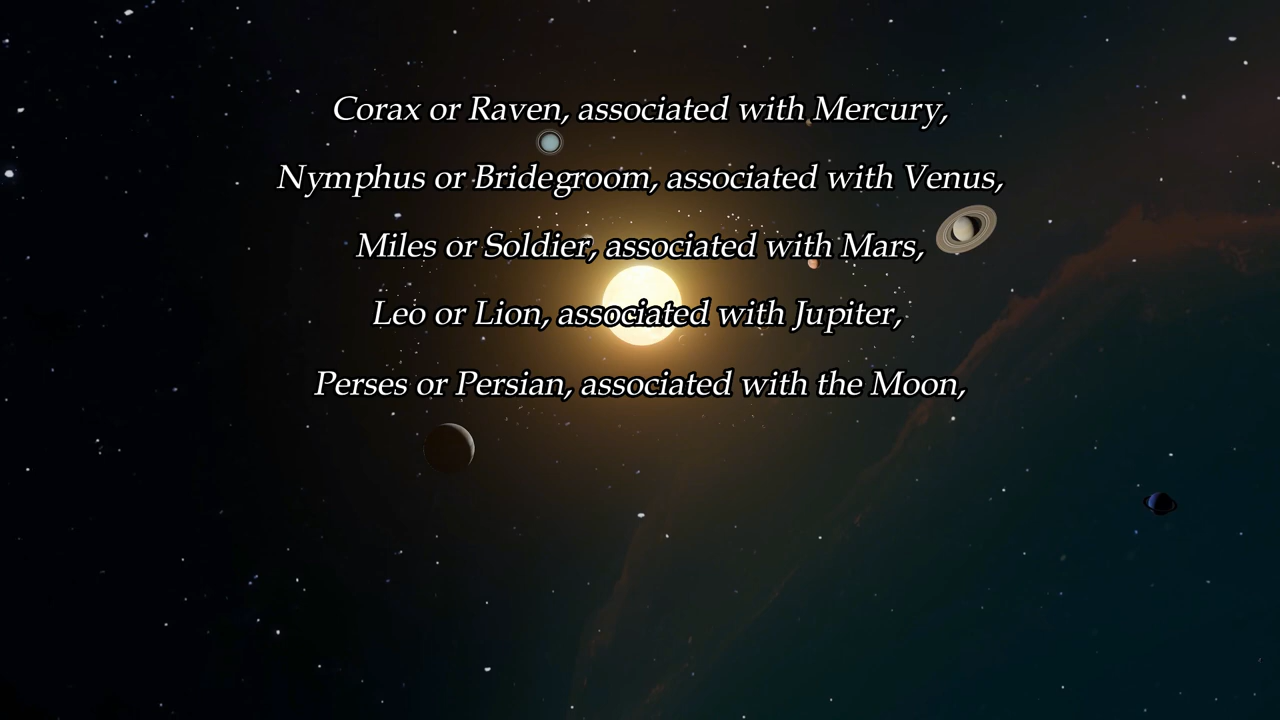 Corax or Raven, associated with Mercury,
Nymphus or Bridegroom, associated with Venus,
Miles or Soldier, associated with Mars,
Leo or Lion, associated with Jupiter,
Perses or Persian, associated with the Moon,